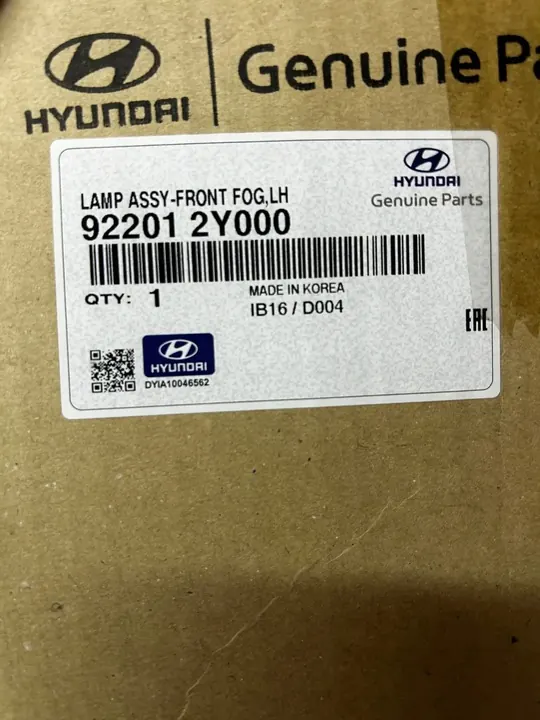 HYUNDAI
Genuine Pa
HYUNDAI
Genuine Parts
LAMP ASSY-FRONT FOG,LH
92201 2Y000
QTY: 1
MADE IN KOREA
IB16 / D004
EAC
HYUNDAI
DYIA10046562